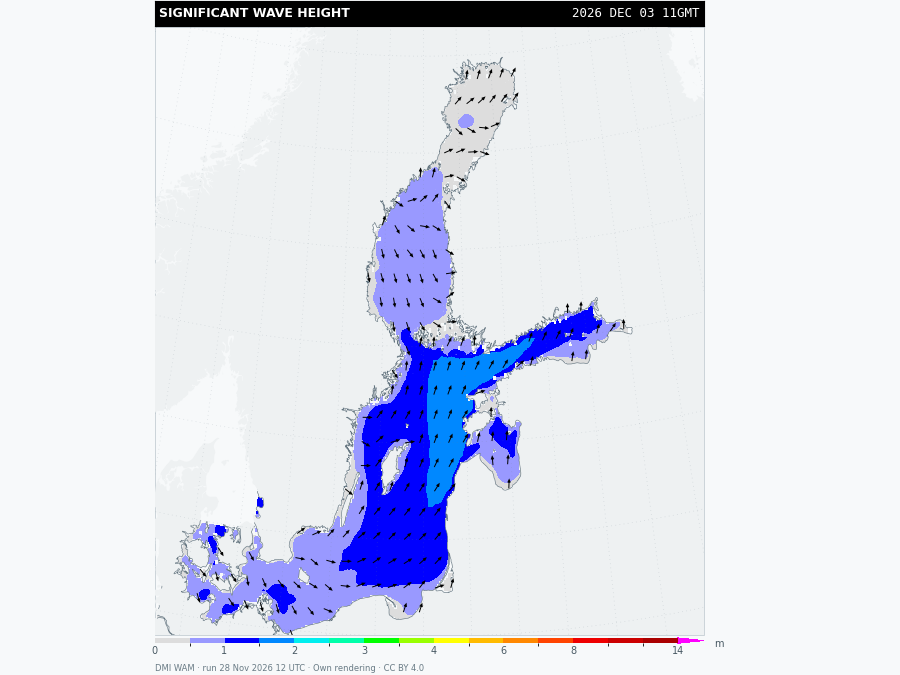 SIGNIFICANT WAVE HEIGHT 2026 DEC 03 11GMT
0 1 2 3 4 6 8 14 m
DMI WAM · run 28 Nov 2026 12 UTC · Own rendering · CC BY 4.0